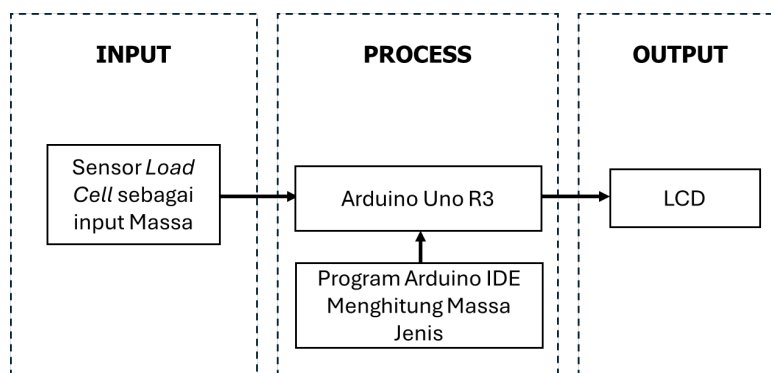 INPUT
PROCESS
OUTPUT
Sensor Load
Cell sebagai
input Massa
Arduino Uno R3
LCD
Program Arduino IDE
Menghitung Massa
Jenis